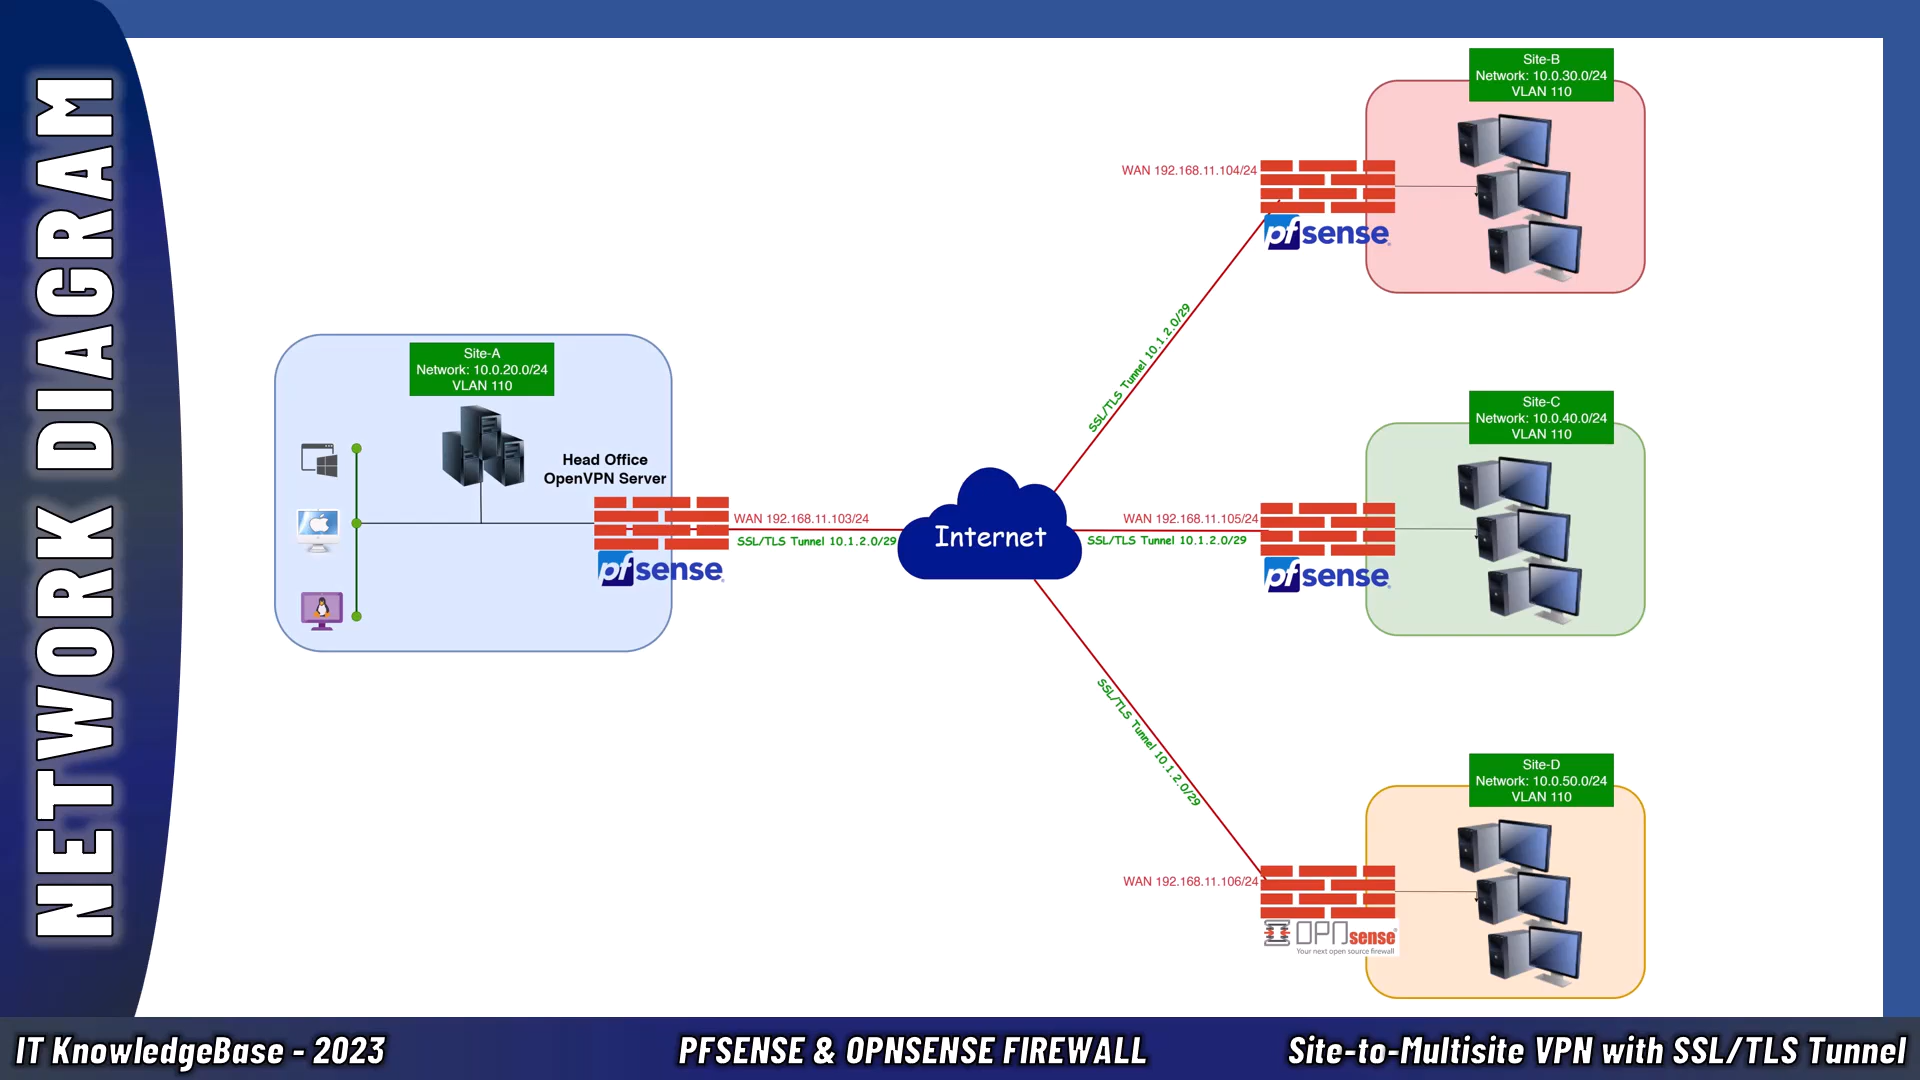 NETWORK DIAGRAM
Site-A
Network: 10.0.20.0/24
VLAN 110
Head Office
OpenVPN Server
pfsense
WAN 192.168.11.103/24
SSL/TLS Tunnel 10.1.2.0/29
Internet
SSL/TLS Tunnel 10.1.2.0/29
WAN 192.168.11.104/24
pfsense
Site-B
Network: 10.0.30.0/24
VLAN 110
WAN 192.168.11.105/24
SSL/TLS Tunnel 10.1.2.0/29
pfsense
Site-C
Network: 10.0.40.0/24
VLAN 110
SSL/TLS Tunnel 10.1.2.0/29
WAN 192.168.11.106/24
OPNsense
Your next open source firewall
Site-D
Network: 10.0.50.0/24
VLAN 110
IT KnowledgeBase - 2023
PFSENSE & OPNSENSE FIREWALL
Site-to-Multisite VPN with SSL/TLS Tunnel